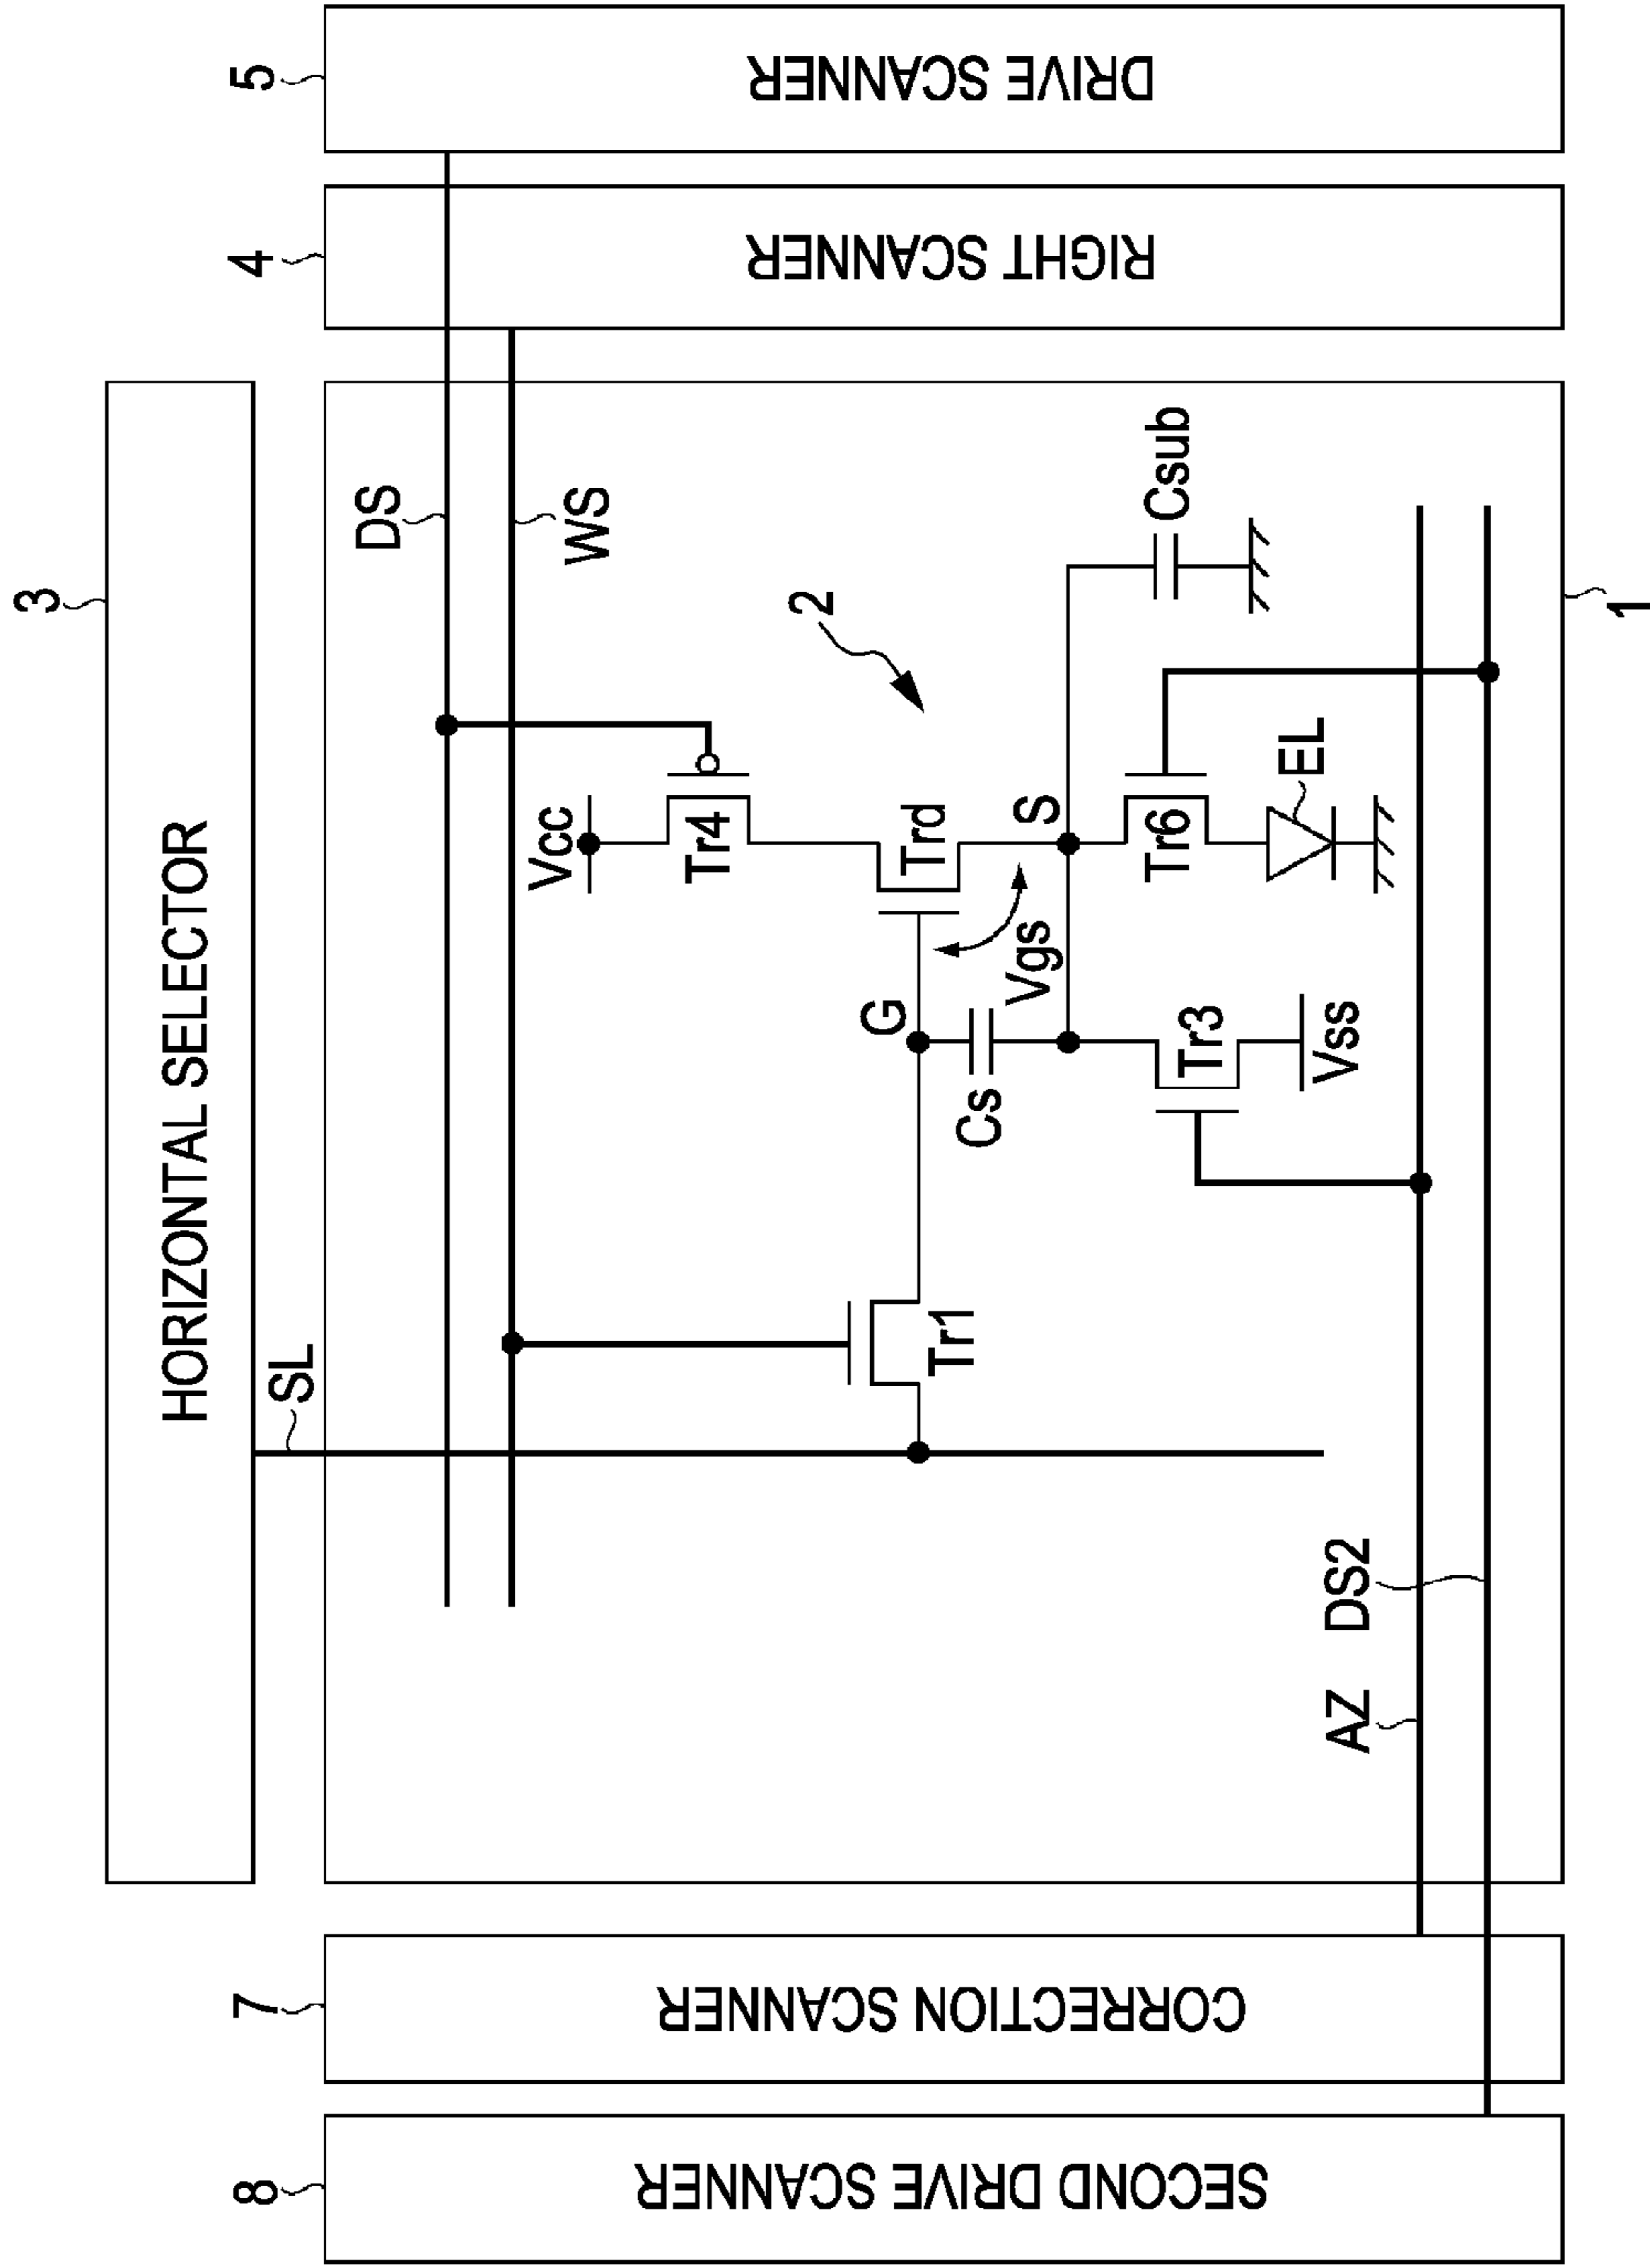 3
HORIZONTAL SELECTOR
SL
8
SECOND DRIVE SCANNER
7
CORRECTION SCANNER
4
RIGHT SCANNER
5
DRIVE SCANNER
DS
WS
Vcc
Tr4
2
Trd
G
S
Vgs
Cs
Csub
Tr1
Tr3
Tr6
EL
Vss
AZ
DS2
1